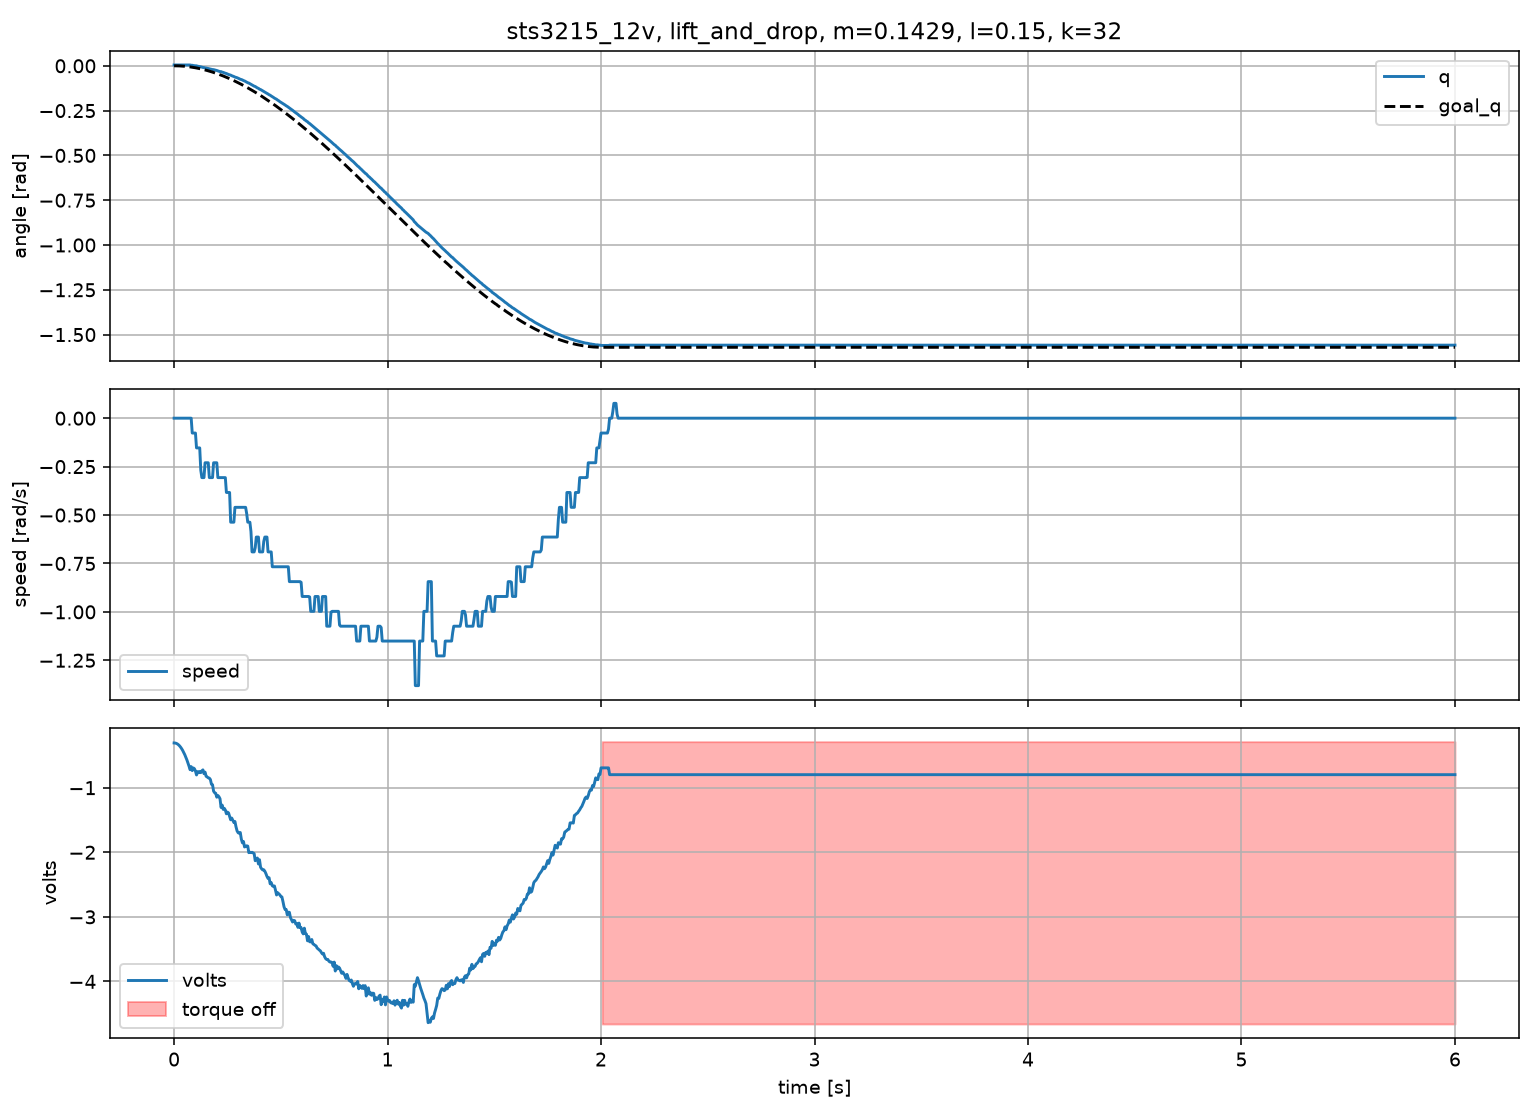 sts3215_12v, lift_and_drop, m=0.1429, l=0.15, k=32
angle [rad]
0.00
−0.25
−0.50
−0.75
−1.00
−1.25
−1.50
q
goal_q
speed [rad/s]
0.00
−0.25
−0.50
−0.75
−1.00
−1.25
speed
volts
−1
−2
−3
−4
volts
torque off
0 1 2 3 4 5 6
time [s]